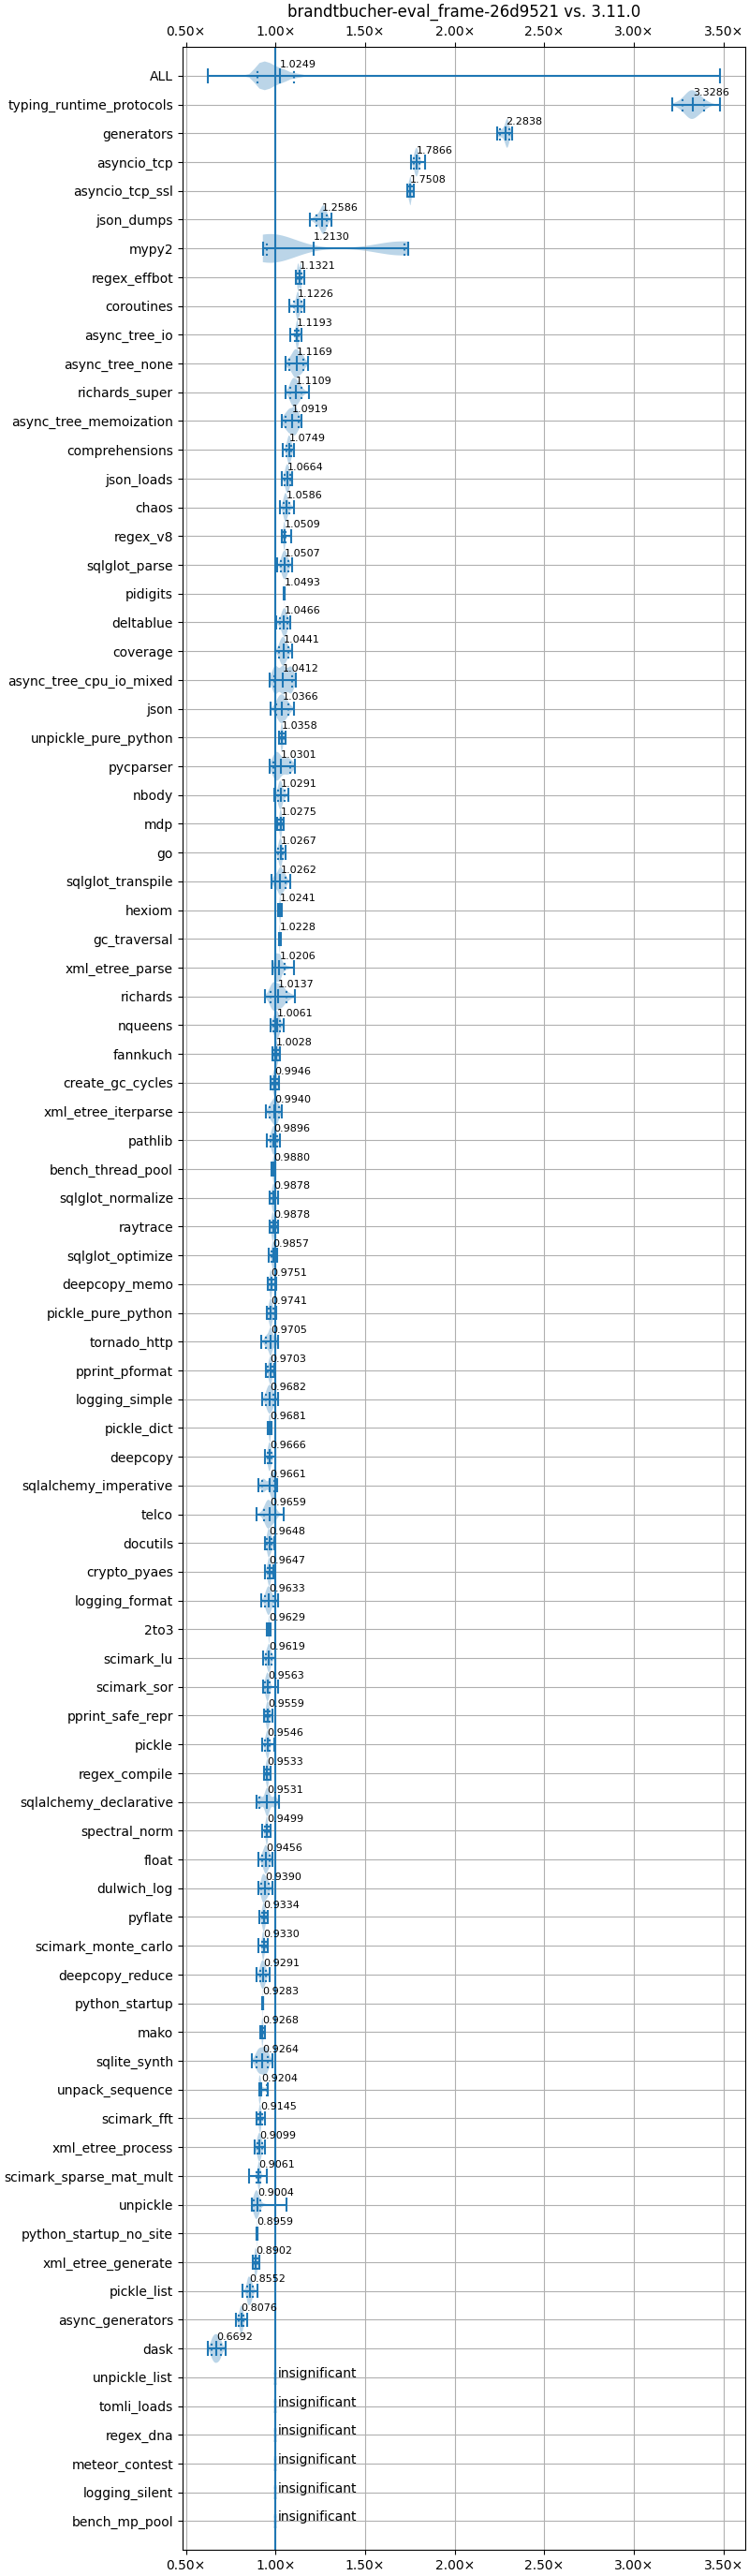 brandtbucher-eval_frame-26d9521 vs. 3.11.0
0.50× 1.00× 1.50× 2.00× 2.50× 3.00× 3.50×
ALL 1.0249
typing_runtime_protocols 3.3286
generators 2.2838
asyncio_tcp 1.7866
asyncio_tcp_ssl 1.7508
json_dumps 1.2586
mypy2 1.2130
regex_effbot 1.1321
coroutines 1.1226
async_tree_io 1.1193
async_tree_none 1.1169
richards_super 1.1109
async_tree_memoization 1.0919
comprehensions 1.0749
json_loads 1.0664
chaos 1.0586
regex_v8 1.0509
sqlglot_parse 1.0507
pidigits 1.0493
deltablue 1.0466
coverage 1.0441
async_tree_cpu_io_mixed 1.0412
json 1.0366
unpickle_pure_python 1.0358
pycparser 1.0301
nbody 1.0291
mdp 1.0275
go 1.0267
sqlglot_transpile 1.0262
hexiom 1.0241
gc_traversal 1.0228
xml_etree_parse 1.0206
richards 1.0137
nqueens 1.0061
fannkuch 1.0028
create_gc_cycles 0.9946
xml_etree_iterparse 0.9940
pathlib 0.9896
bench_thread_pool 0.9880
sqlglot_normalize 0.9878
raytrace 0.9878
sqlglot_optimize 0.9857
deepcopy_memo 0.9751
pickle_pure_python 0.9741
tornado_http 0.9705
pprint_pformat 0.9703
logging_simple 0.9682
pickle_dict 0.9681
deepcopy 0.9666
sqlalchemy_imperative 0.9661
telco 0.9659
docutils 0.9648
crypto_pyaes 0.9647
logging_format 0.9633
2to3 0.9629
scimark_lu 0.9619
scimark_sor 0.9563
pprint_safe_repr 0.9559
pickle 0.9546
regex_compile 0.9533
sqlalchemy_declarative 0.9531
spectral_norm 0.9499
float 0.9456
dulwich_log 0.9390
pyflate 0.9334
scimark_monte_carlo 0.9330
deepcopy_reduce 0.9291
python_startup 0.9283
mako 0.9268
sqlite_synth 0.9264
unpack_sequence 0.9204
scimark_fft 0.9145
xml_etree_process 0.9099
scimark_sparse_mat_mult 0.9061
unpickle 0.9004
python_startup_no_site 0.8959
xml_etree_generate 0.8902
pickle_list 0.8552
async_generators 0.8076
dask 0.6692
unpickle_list insignificant
tomli_loads insignificant
regex_dna insignificant
meteor_contest insignificant
logging_silent insignificant
bench_mp_pool insignificant
0.50× 1.00× 1.50× 2.00× 2.50× 3.00× 3.50×